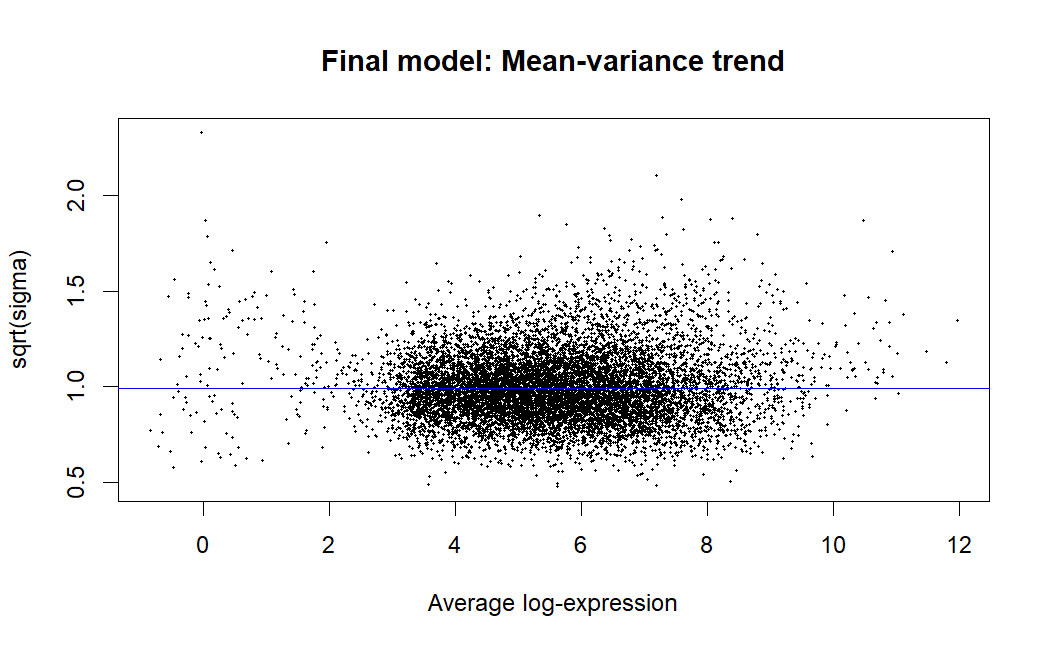 Final model: Mean-variance trend
sqrt(sigma)
2.0
1.5
1.0
0.5
0 2 4 6 8 10 12
Average log-expression